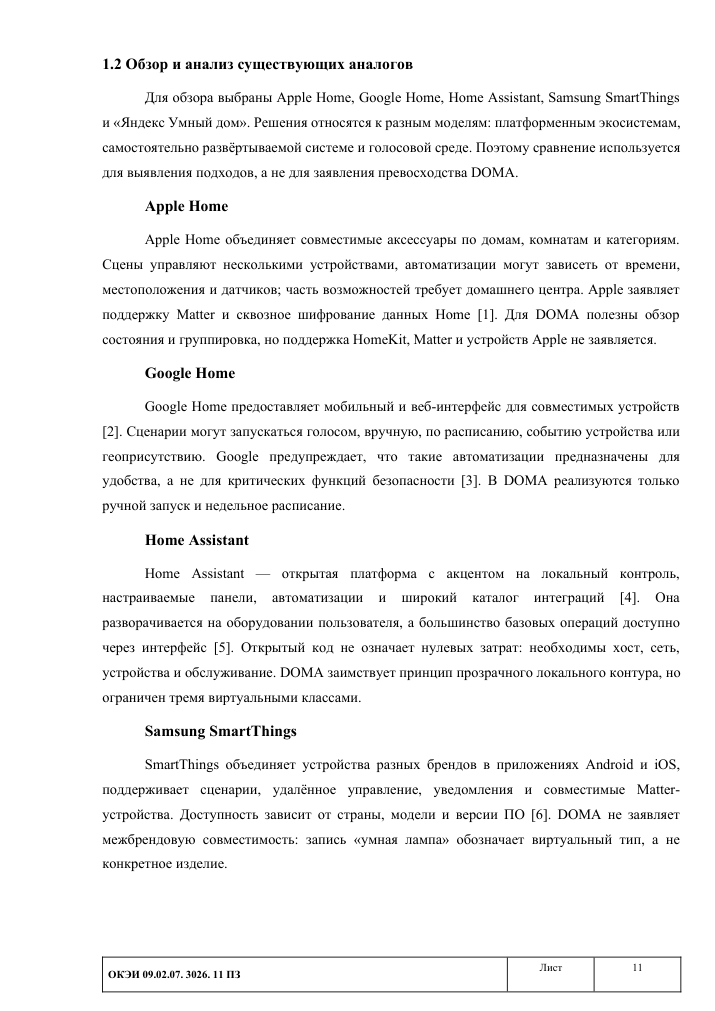 1.2 Обзор и анализ существующих аналогов
Для обзора выбраны Apple Home, Google Home, Home Assistant, Samsung SmartThings
и «Яндекс Умный дом». Решения относятся к разным моделям: платформенным экосистемам,
самостоятельно развёртываемой системе и голосовой среде. Поэтому сравнение используется
для выявления подходов, а не для заявления превосходства DOMA.
Apple Home
Apple Home объединяет совместимые аксессуары по домам, комнатам и категориям.
Сцены управляют несколькими устройствами, автоматизации могут зависеть от времени,
местоположения и датчиков; часть возможностей требует домашнего центра. Apple заявляет
поддержку Matter и сквозное шифрование данных Home [1]. Для DOMA полезны обзор
состояния и группировка, но поддержка HomeKit, Matter и устройств Apple не заявляется.
Google Home
Google Home предоставляет мобильный и веб-интерфейс для совместимых устройств
[2]. Сценарии могут запускаться голосом, вручную, по расписанию, событию устройства или
геоприсутствию. Google предупреждает, что такие автоматизации предназначены для
удобства, а не для критических функций безопасности [3]. В DOMA реализуются только
ручной запуск и недельное расписание.
Home Assistant
Home Assistant — открытая платформа с акцентом на локальный контроль,
настраиваемые панели, автоматизации и широкий каталог интеграций [4]. Она
разворачивается на оборудовании пользователя, а большинство базовых операций доступно
через интерфейс [5]. Открытый код не означает нулевых затрат: необходимы хост, сеть,
устройства и обслуживание. DOMA заимствует принцип прозрачного локального контура, но
ограничен тремя виртуальными классами.
Samsung SmartThings
SmartThings объединяет устройства разных брендов в приложениях Android и iOS,
поддерживает сценарии, удалённое управление, уведомления и совместимые Matter-
устройства. Доступность зависит от страны, модели и версии ПО [6]. DOMA не заявляет
межбрендовую совместимость: запись «умная лампа» обозначает виртуальный тип, а не
конкретное изделие.
ОКЭИ 09.02.07. 3026. 11 ПЗ
Лист
11